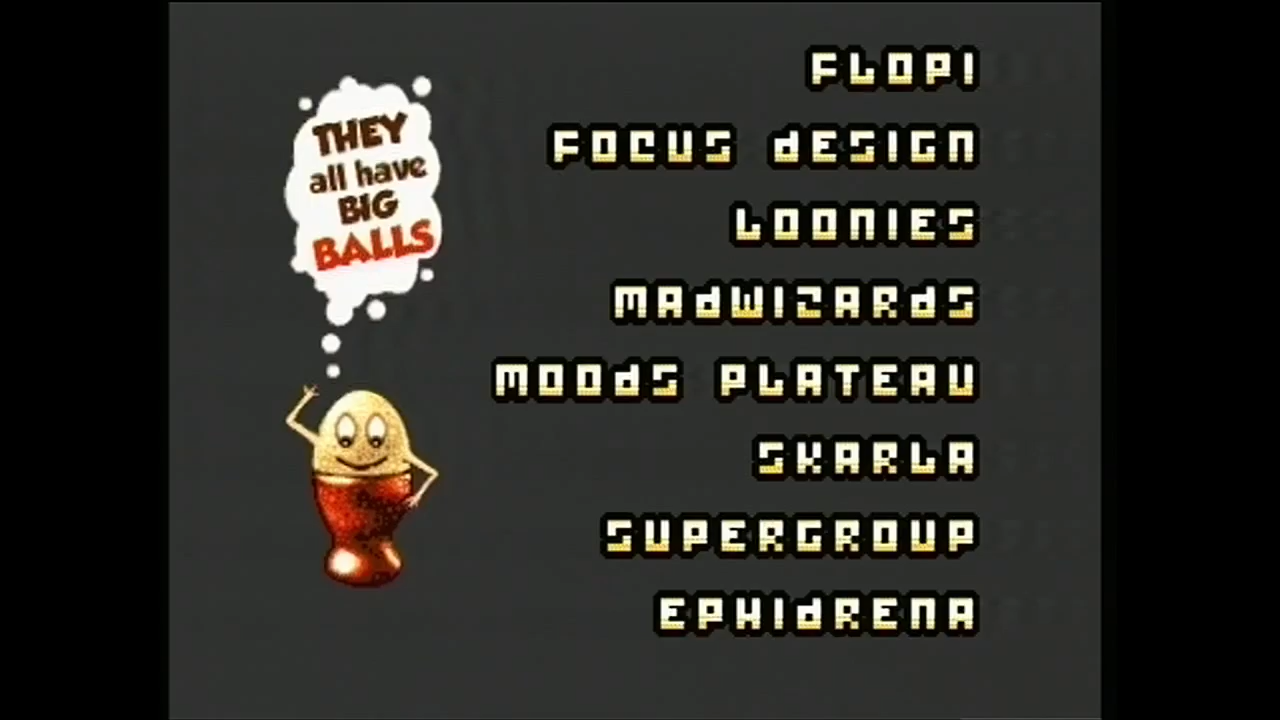 THEY
all have
BIG
BALLS
FLOPI
FOCUS dESIGN
LOONIES
MAdWIZARdS
MOOdS PLATEAU
SKARLA
SUPERGROUP
EPHIdRENA